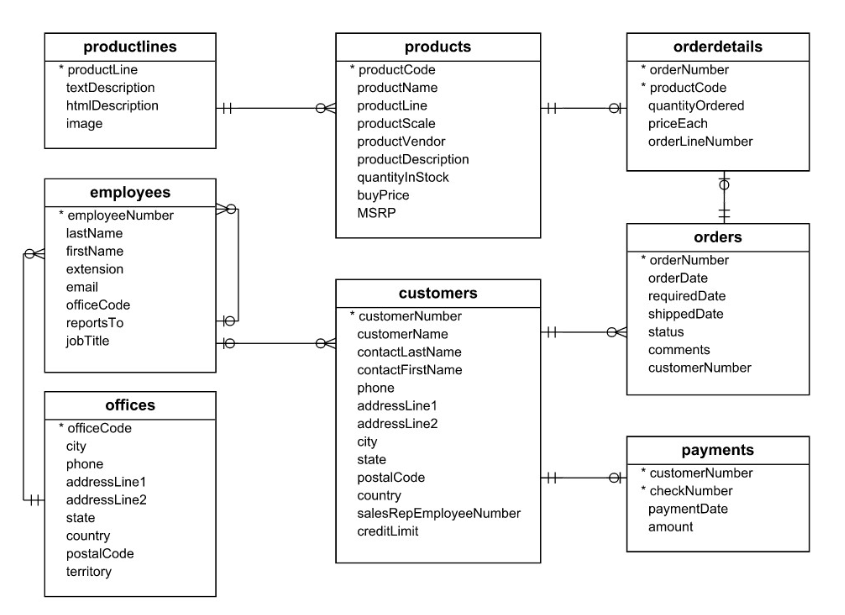 productlines
* productLine
textDescription
htmlDescription
image
products
* productCode
productName
productLine
productScale
productVendor
productDescription
quantityInStock
buyPrice
MSRP
orderdetails
* orderNumber
* productCode
quantityOrdered
priceEach
orderLineNumber
employees
* employeeNumber
lastName
firstName
extension
email
officeCode
reportsTo
jobTitle
customers
* customerNumber
customerName
contactLastName
contactFirstName
phone
addressLine1
addressLine2
city
state
postalCode
country
salesRepEmployeeNumber
creditLimit
orders
* orderNumber
orderDate
requiredDate
shippedDate
status
comments
customerNumber
offices
* officeCode
city
phone
addressLine1
addressLine2
state
country
postalCode
territory
payments
* customerNumber
* checkNumber
paymentDate
amount